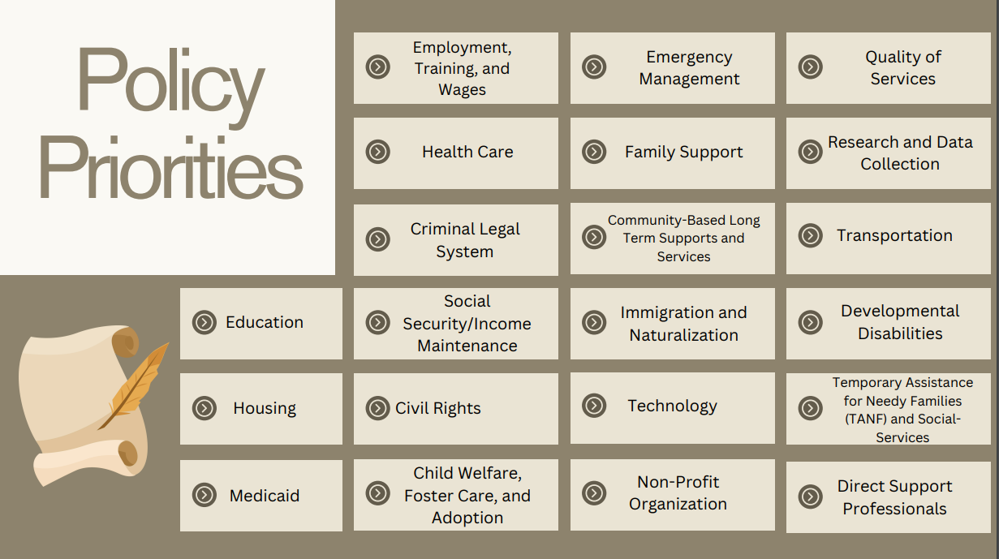 Policy
Priorities
Employment,
Training, and
Wages
Emergency
Management
Quality of
Services
Health Care
Family Support
Research and Data
Collection
Criminal Legal
System
Community-Based Long
Term Supports and
Services
Transportation
Education
Social
Security/Income
Maintenance
Immigration and
Naturalization
Developmental
Disabilities
Housing
Civil Rights
Technology
Temporary Assistance
for Needy Families
(TANF) and Social-
Services
Medicaid
Child Welfare,
Foster Care, and
Adoption
Non-Profit
Organization
Direct Support
Professionals